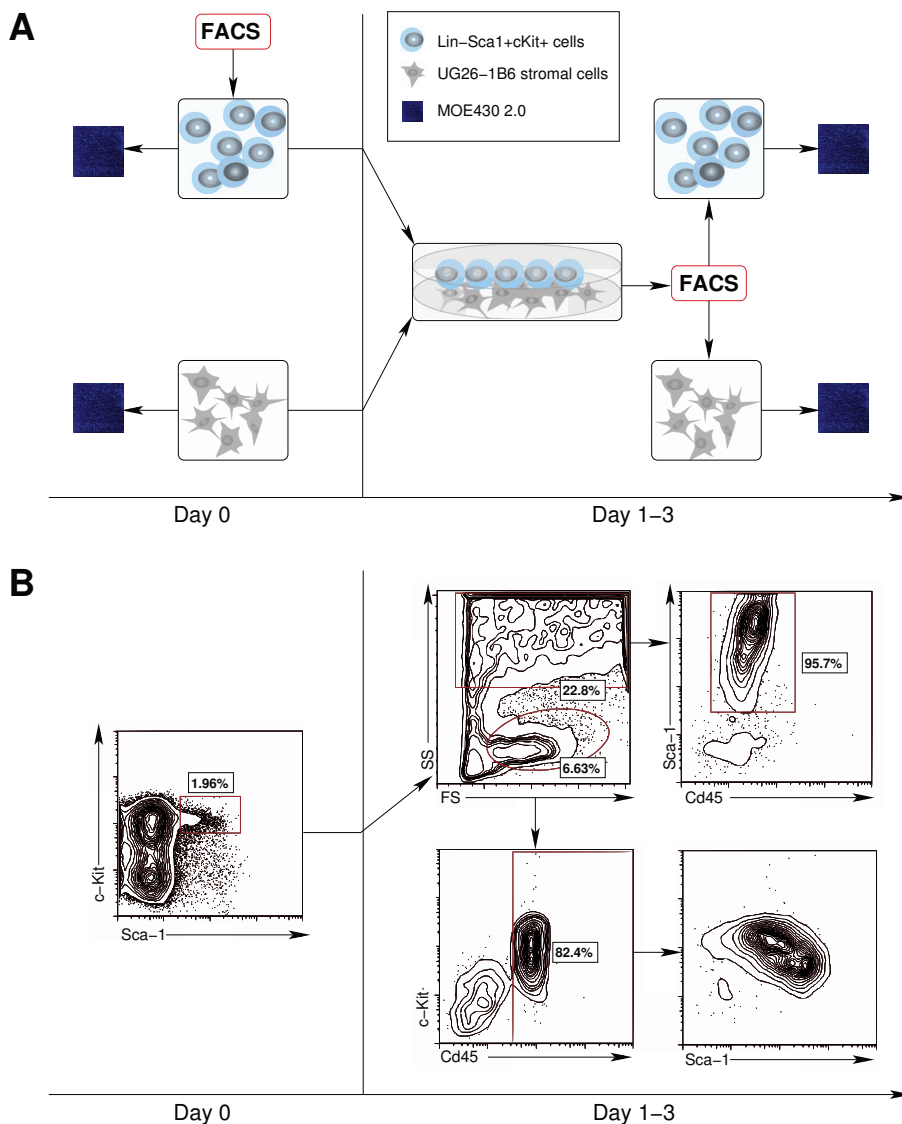 A
FACS
Lin−Sca1+cKit+ cells
UG26−1B6 stromal cells
MOE430 2.0
FACS
Day 0
Day 1−3
B
SS
22.8%
6.63%
FS
Sca−1
95.7%
Cd45
c−Kit
1.96%
Sca−1
c−Kit
82.4%
Cd45
Sca−1
Day 0
Day 1−3